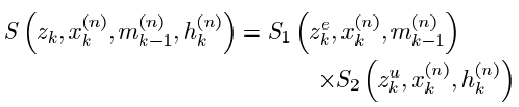 S(z_k, x_k^{(n)}, m_{k-1}^{(n)}, h_k^{(n)}) = S_1(z_k^e, x_k^{(n)}, m_{k-1}^{(n)})
×S_2(z_k^u, x_k^{(n)}, h_k^{(n)})